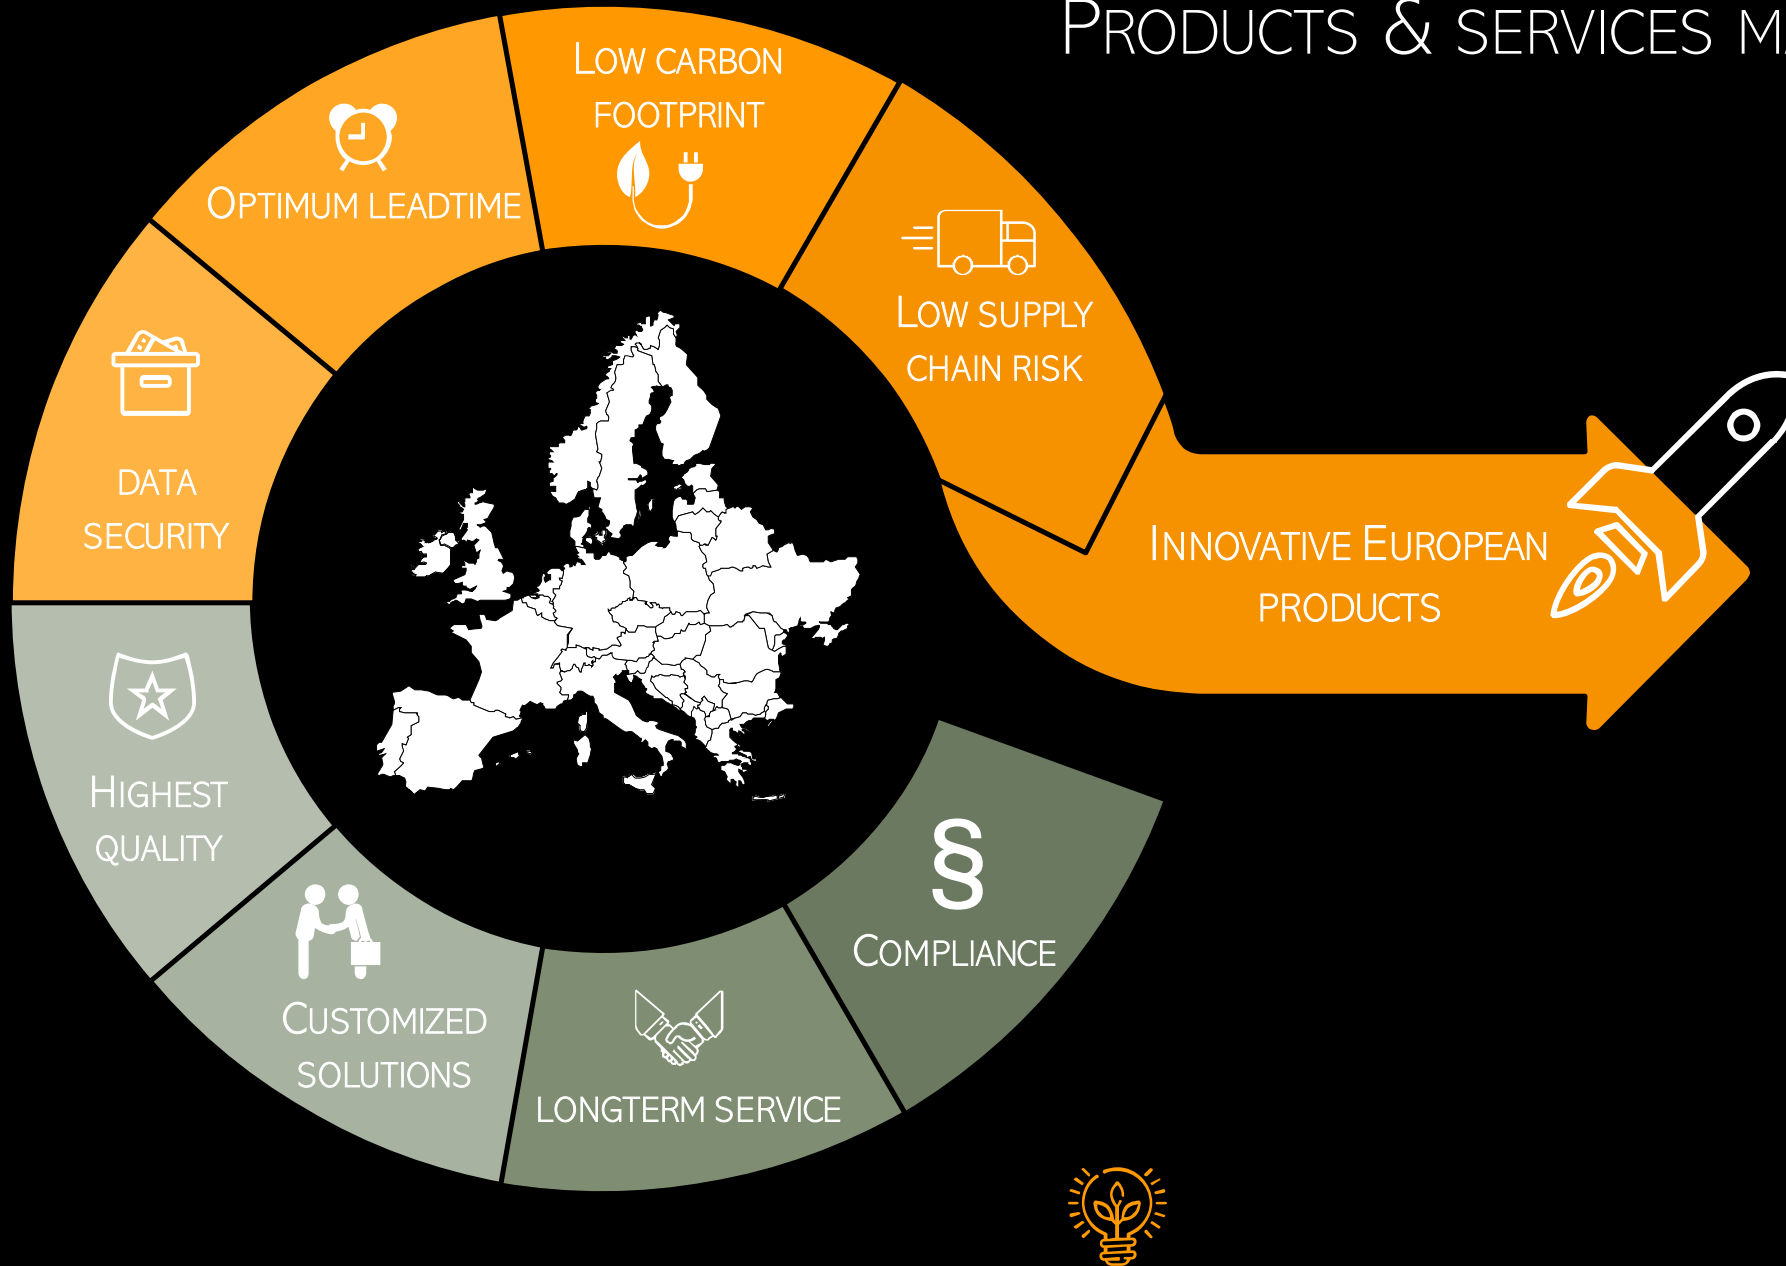 PRODUCTS & SERVICES
LOW CARBON
FOOTPRINT
OPTIMUM LEADTIME
LOW SUPPLY
CHAIN RISK
DATA
SECURITY
INNOVATIVE EUROPEAN
PRODUCTS
HIGHEST
QUALITY
§
COMPLIANCE
CUSTOMIZED
SOLUTIONS
LONGTERM SERVICE